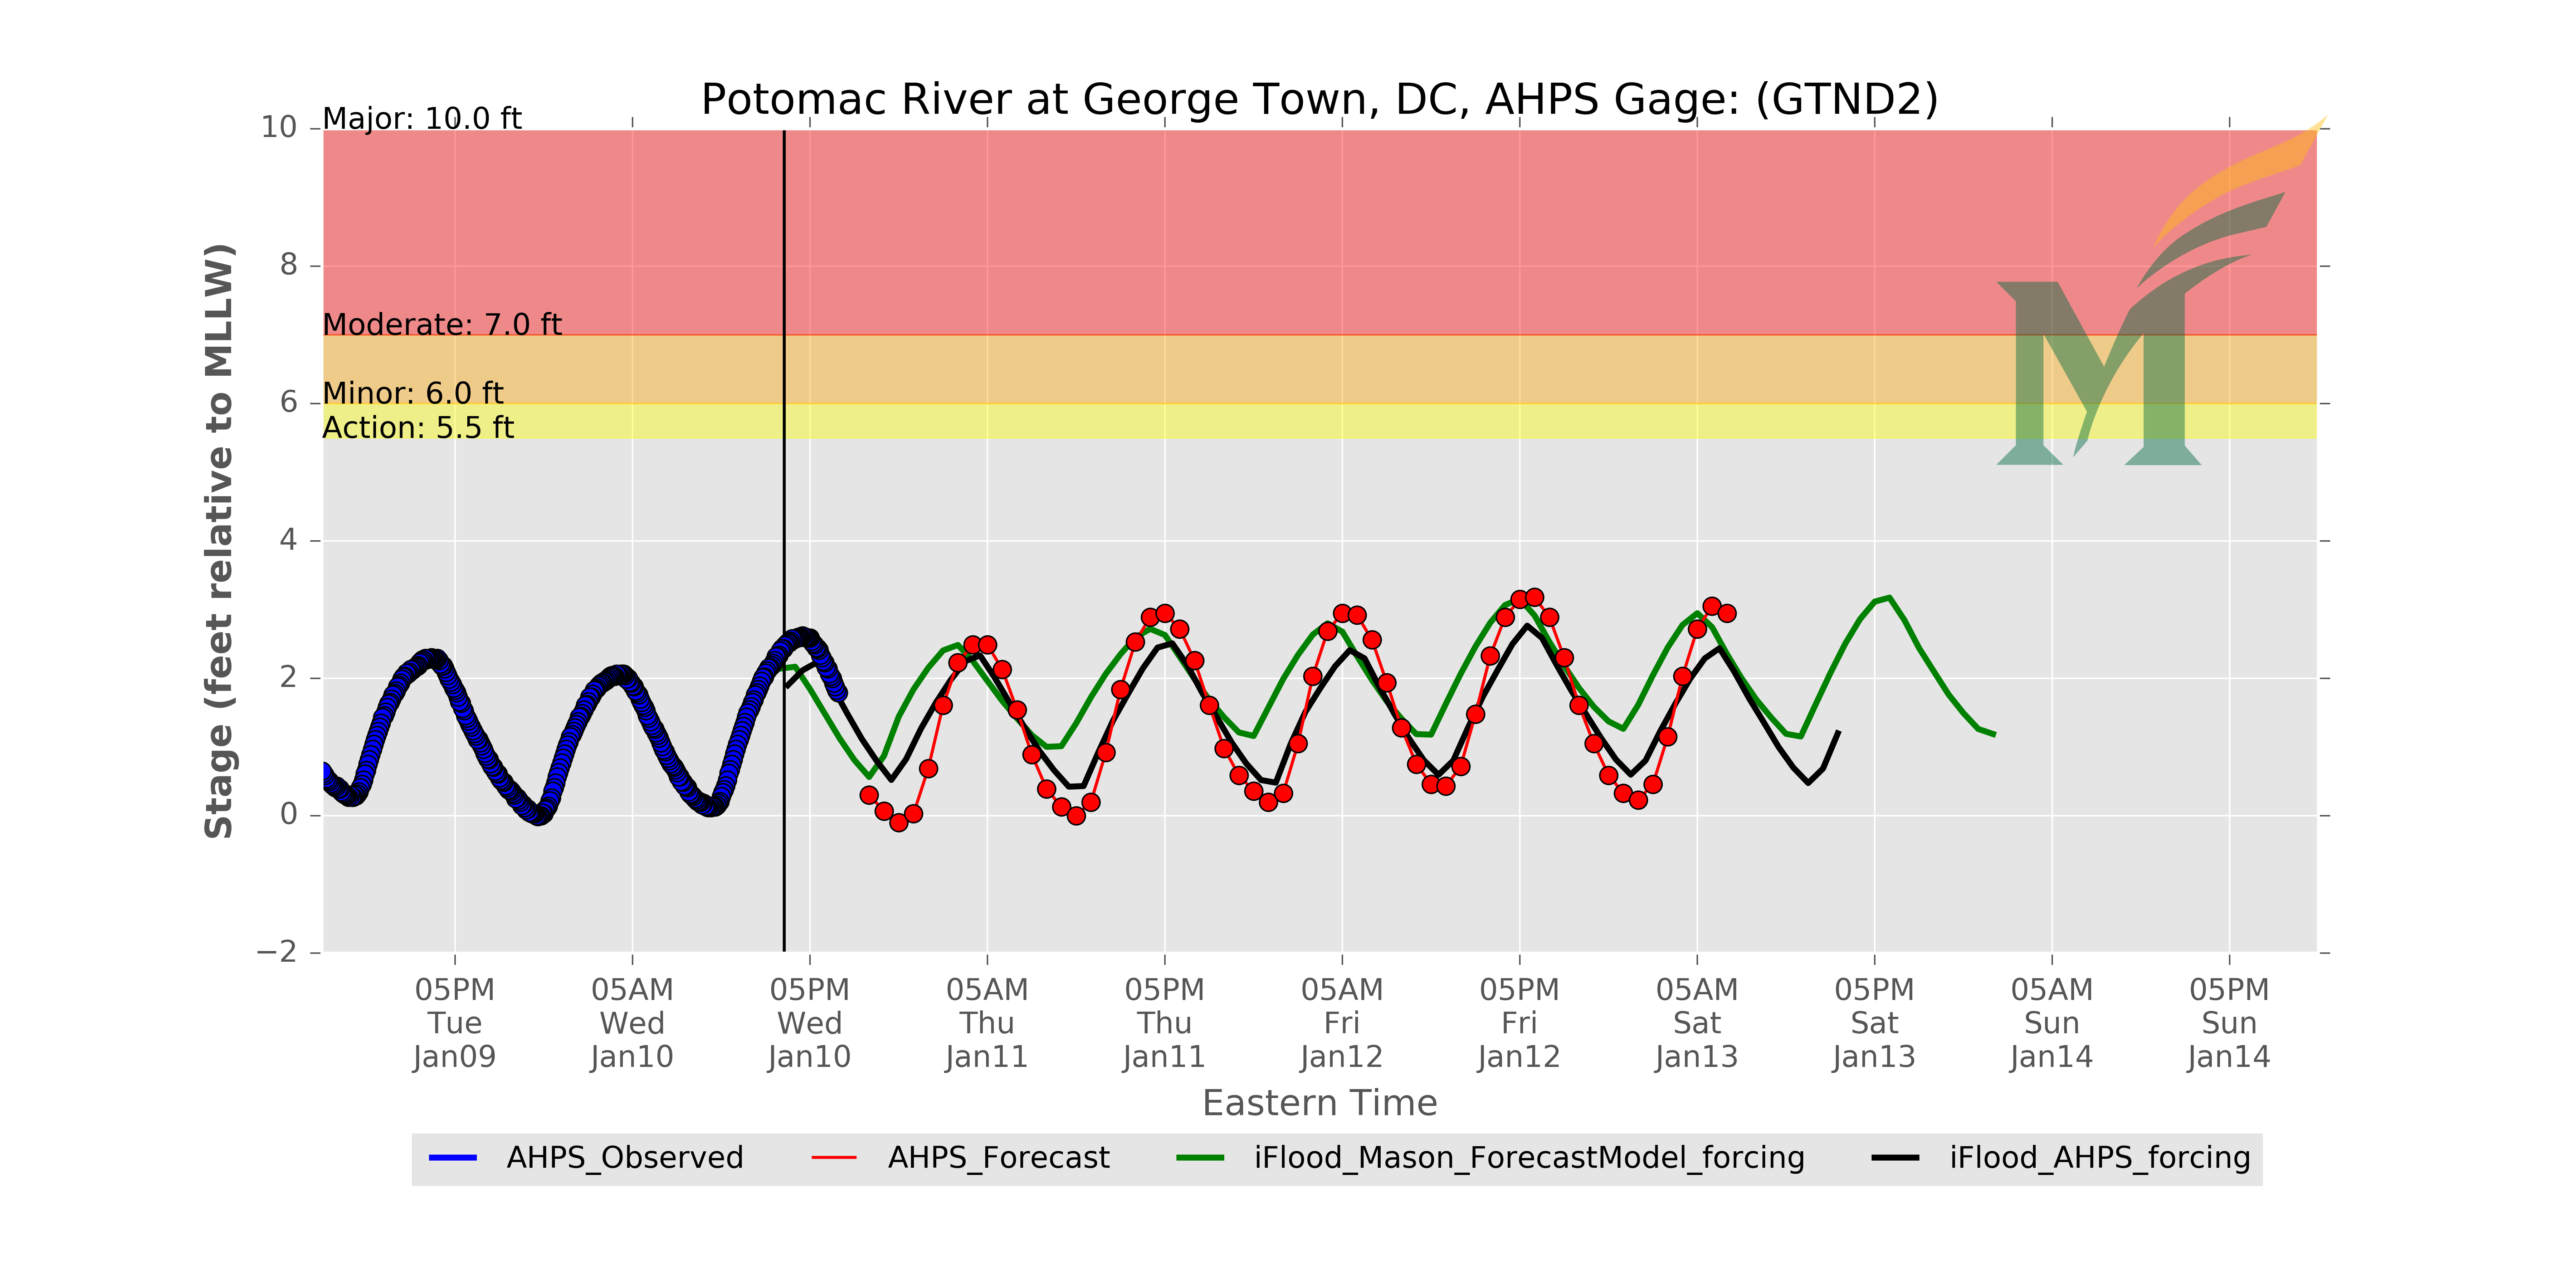 Potomac River at George Town, DC, AHPS Gage: (GTND2)
Major: 10.0 ft
Moderate: 7.0 ft
Minor: 6.0 ft
Action: 5.5 ft
Stage (feet relative to MLLW)
10
8
6
4
2
0
−2
05PM Tue Jan09
05AM Wed Jan10
05PM Wed Jan10
05AM Thu Jan11
05PM Thu Jan11
05AM Fri Jan12
05PM Fri Jan12
05AM Sat Jan13
05PM Sat Jan13
05AM Sun Jan14
05PM Sun Jan14
Eastern Time
AHPS_Observed
AHPS_Forecast
iFlood_Mason_ForecastModel_forcing
iFlood_AHPS_forcing
M